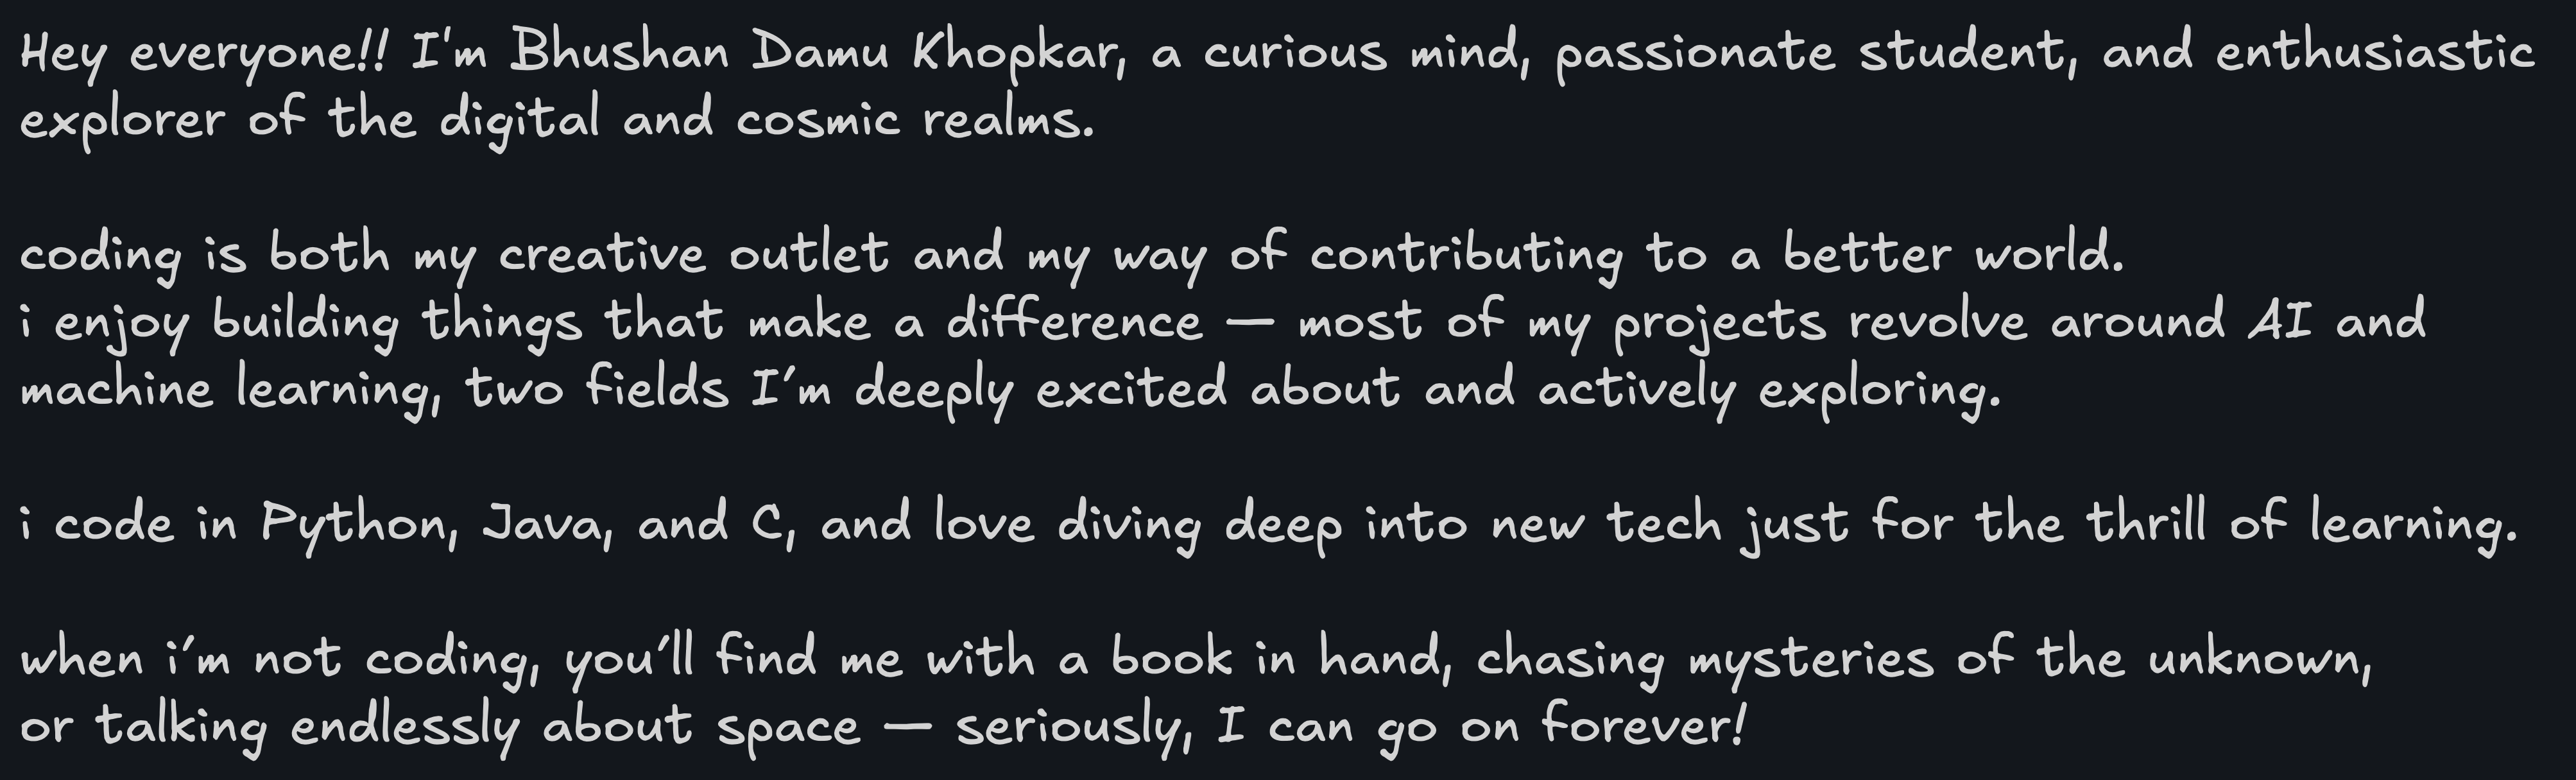 Hey everyone!! I'm Bhushan Damu Khopkar, a curious mind, passionate student, and enthusiastic
explorer of the digital and cosmic realms.
coding is both my creative outlet and my way of contributing to a better world.
i enjoy building things that make a difference — most of my projects revolve around AI and
machine learning, two fields I’m deeply excited about and actively exploring.
i code in Python, Java, and C, and love diving deep into new tech just for the thrill of learning.
when i’m not coding, you’ll find me with a book in hand, chasing mysteries of the unknown,
or talking endlessly about space — seriously, I can go on forever!